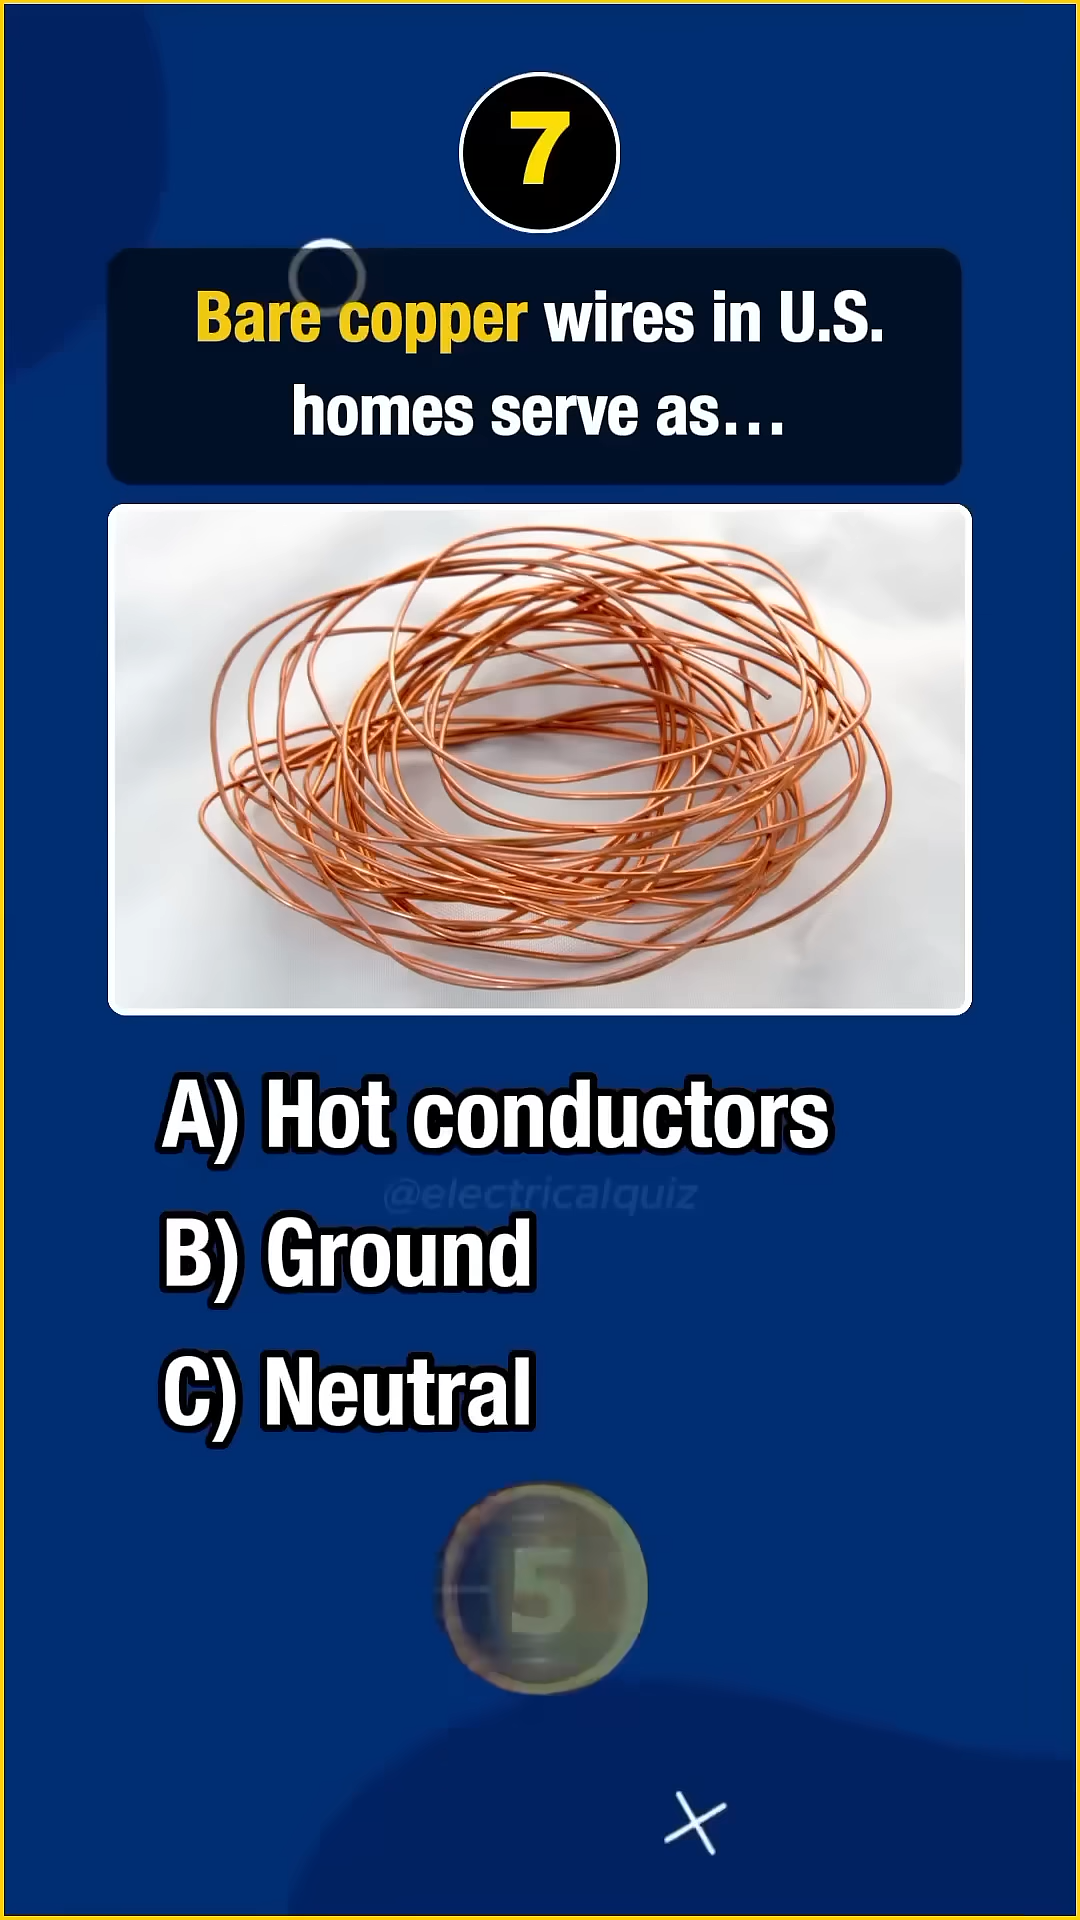 7
Bare copper wires in U.S.
homes serve as...
A) Hot conductors
@electricalquiz
B) Ground
C) Neutral
5